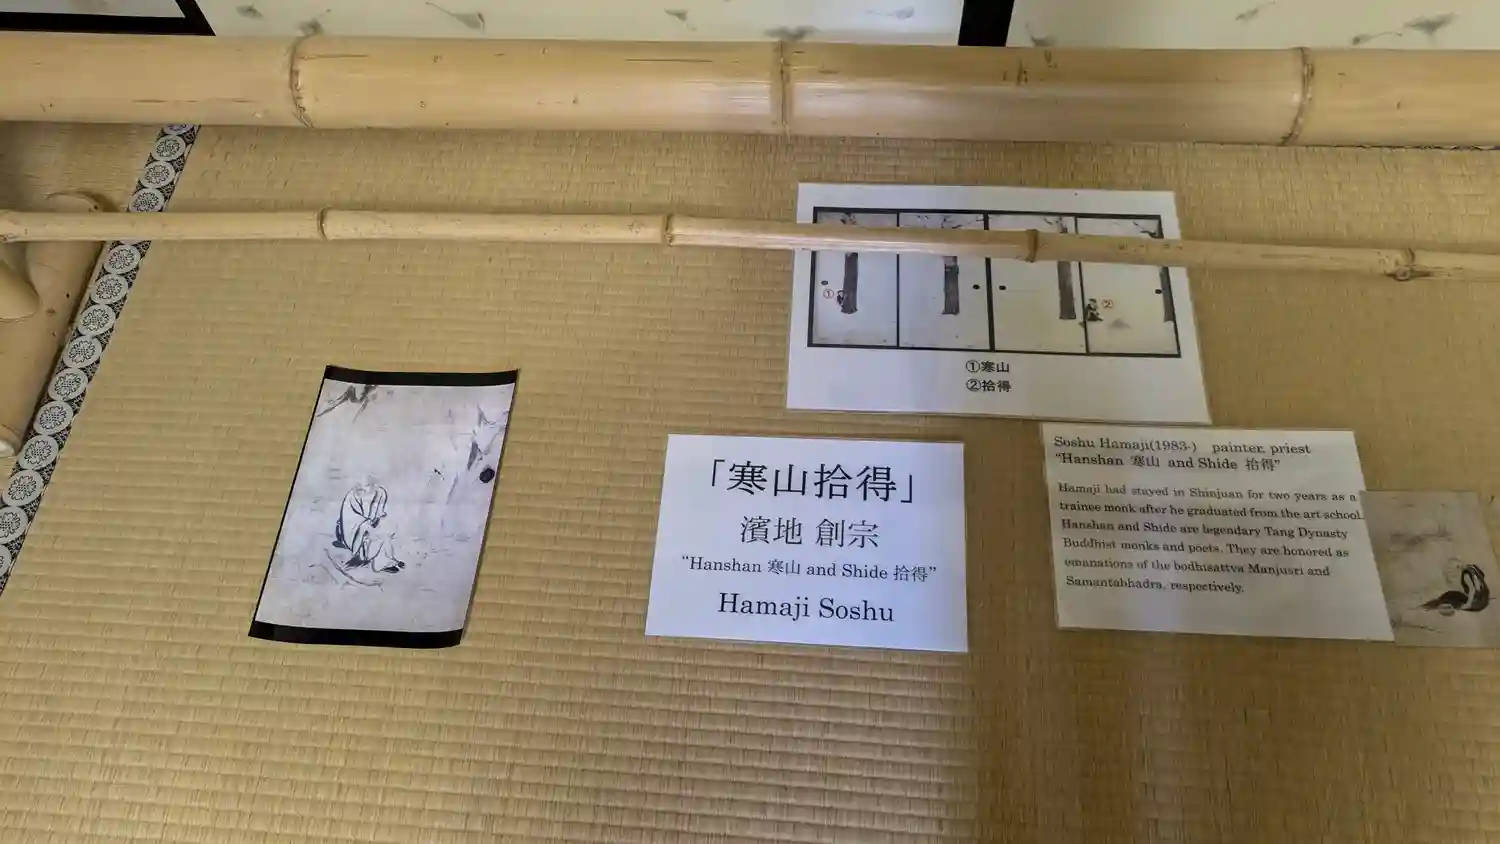 ①
②
①寒山
②拾得
「寒山拾得」
濱地 創宗
“Hanshan 寒山 and Shide 拾得”
Hamaji Soshu
Soshu Hamaji(1983-) painter, priest
“Hanshan 寒山 and Shide 拾得”
Hamaji had stayed in Shinjuan for two years as a
trainee monk after he graduated from the art school.
Hanshan and Shide are legendary Tang Dynasty
Buddhist monks and poets. They are honored as
emanations of the bodhisattva Manjusri and
Samantabhadra, respectively.